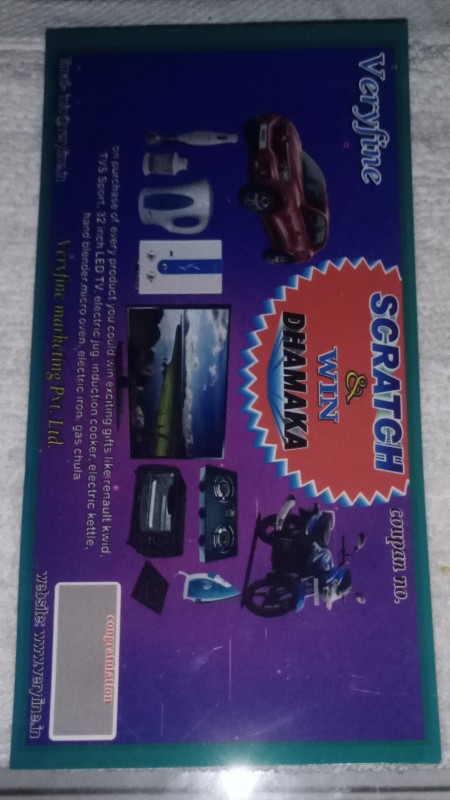 Veryfine
SCRATCH
&
WIN
DHAMAKA
coupan no.
on purchase of every product you could win exciting gifts like renault kwid,
TVS Sport, 32 inch LED TV, electric jug, induction cooker, electric kettle,
hand blender,micro oven, electric iron, gas chula
congratulation
Veryfine marketing Pvt. Ltd.
website: www.veryfine.in